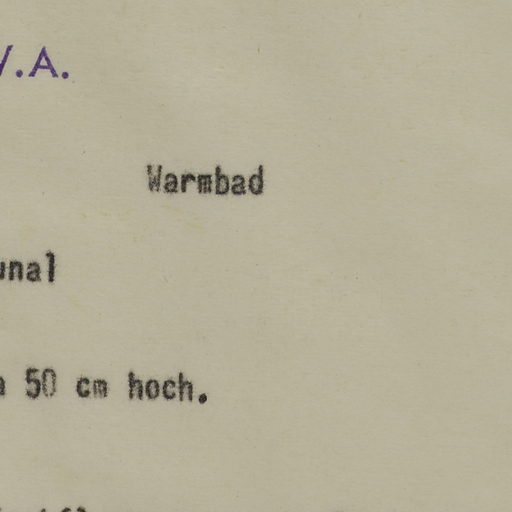 V.A.
Warmbad
unal
50 cm hoch.